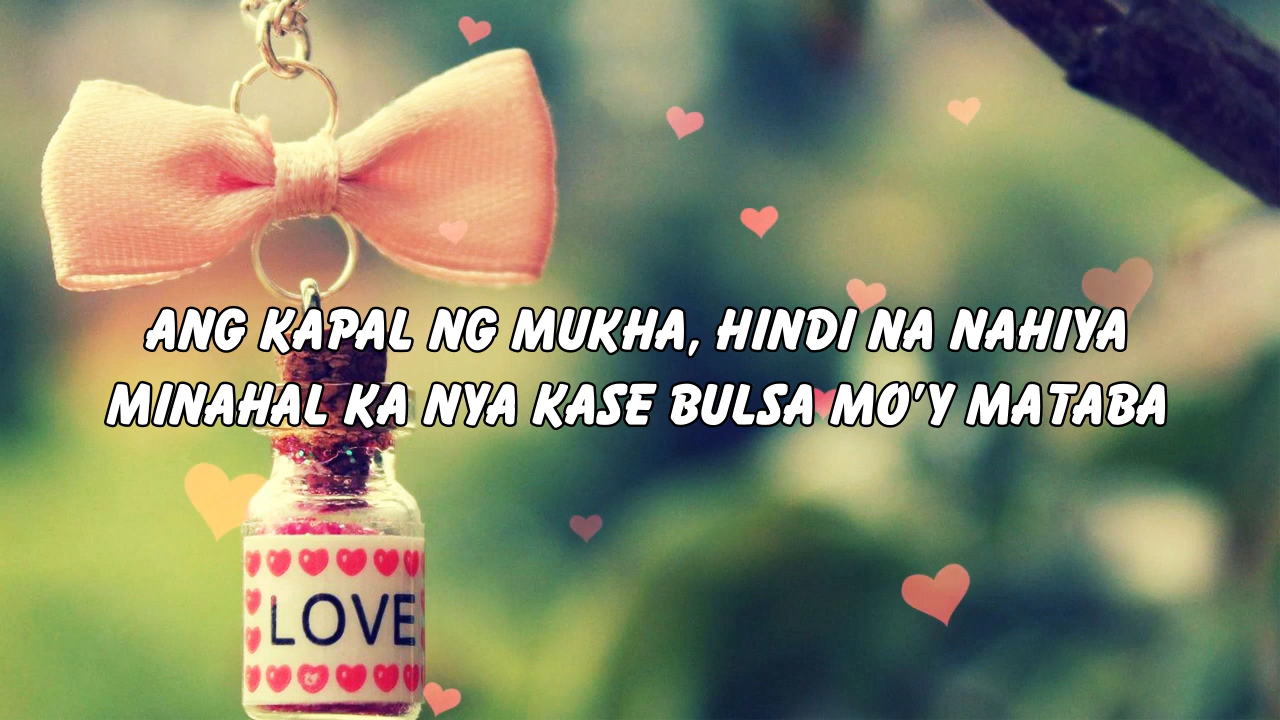 ANG KAPAL NG MUKHA, HINDI NA NAHIYA
MINAHAL KA NYA KASE BULSA MO'Y MATABA
LOVE